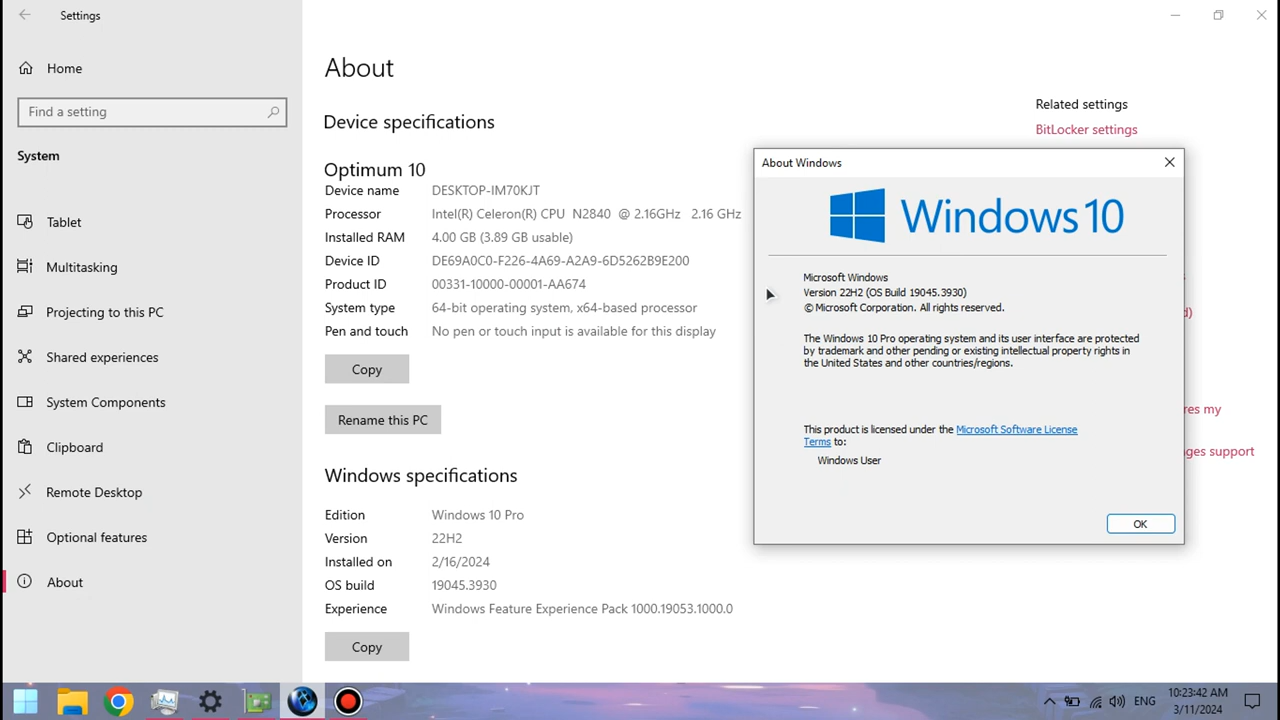 Settings
Home
Find a setting
System
Tablet
Multitasking
Projecting to this PC
Shared experiences
System Components
Clipboard
Remote Desktop
Optional features
About
About
Device specifications
Optimum 10
Device name DESKTOP-IM70KJT
Processor Intel(R) Celeron(R) CPU N2840 @ 2.16GHz 2.16 GHz
Installed RAM 4.00 GB (3.89 GB usable)
Device ID DE69A0C0-F226-4A69-A2A9-6D5262B9E200
Product ID 00331-10000-00001-AA674
System type 64-bit operating system, x64-based processor
Pen and touch No pen or touch input is available for this display
Copy
Rename this PC
Windows specifications
Edition Windows 10 Pro
Version 22H2
Installed on 2/16/2024
OS build 19045.3930
Experience Windows Feature Experience Pack 1000.19053.1000.0
Copy
Related settings
BitLocker settings
About Windows
Windows 10
Microsoft Windows
Version 22H2 (OS Build 19045.3930)
© Microsoft Corporation. All rights reserved.
The Windows 10 Pro operating system and its user interface are protected
by trademark and other pending or existing intellectual property rights in
the United States and other countries/regions.
This product is licensed under the Microsoft Software License
Terms to:
Windows User
OK
my
support
ENG
10:23:42 AM
3/11/2024